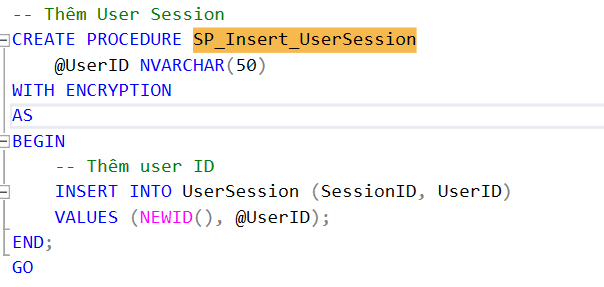 -- Thêm User Session
CREATE PROCEDURE SP_Insert_UserSession
    @UserID NVARCHAR(50)
WITH ENCRYPTION
AS
BEGIN
    -- Thêm user ID
    INSERT INTO UserSession (SessionID, UserID)
    VALUES (NEWID(), @UserID);
END;
GO